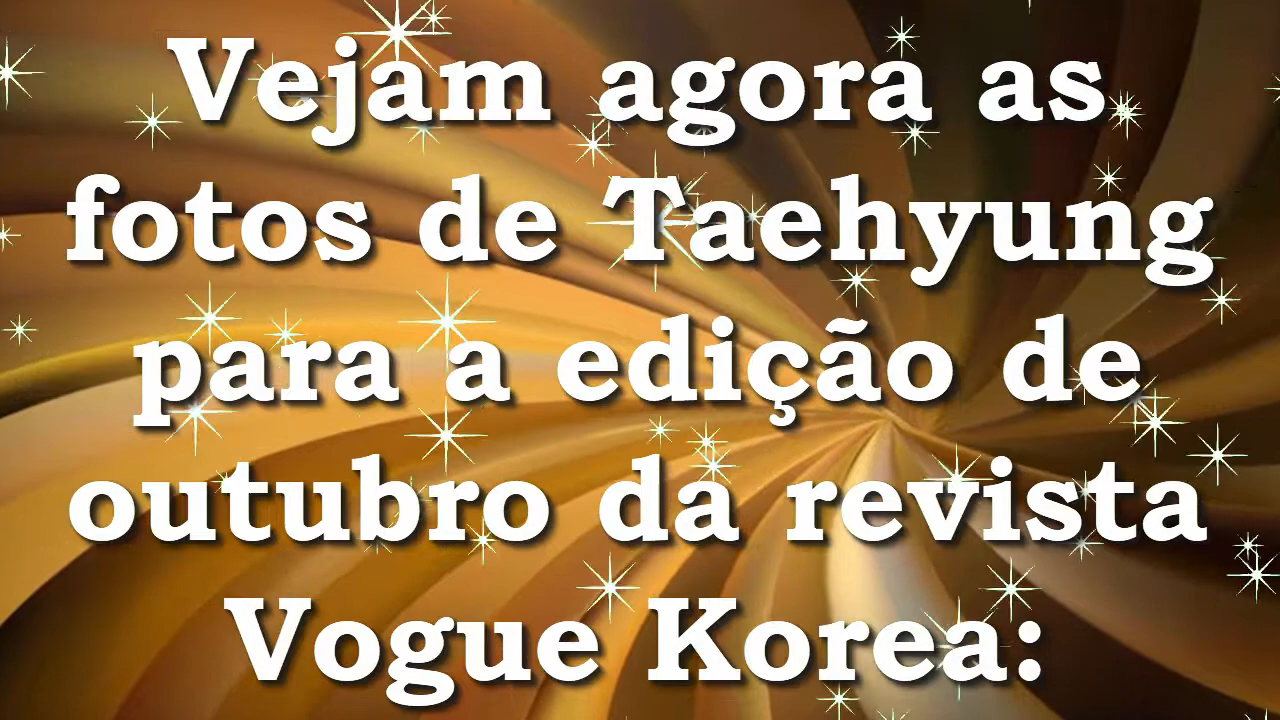 Vejam agora as
fotos de Taehyung
para a edição de
outubro da revista
Vogue Korea: